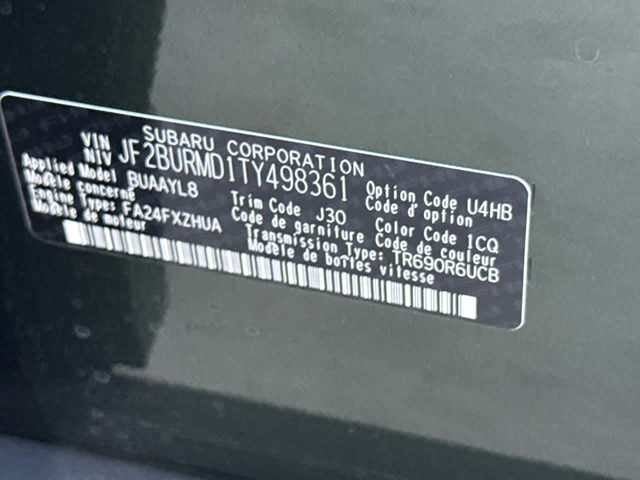 SUBARU CORPORATION
VIN
NIV JF2BURMD1TY498361
Applied Model BUAAYL8
Modèle concerné
Option Code U4HB
Code d'option
Engine Type: FA24FXZHUA
Modèle de moteur
Trim Code J30
Code de garniture
Color Code 1CQ
Code de couleur
Transmission Type: TR690R6UCB
Modèle de boîtes vitesse